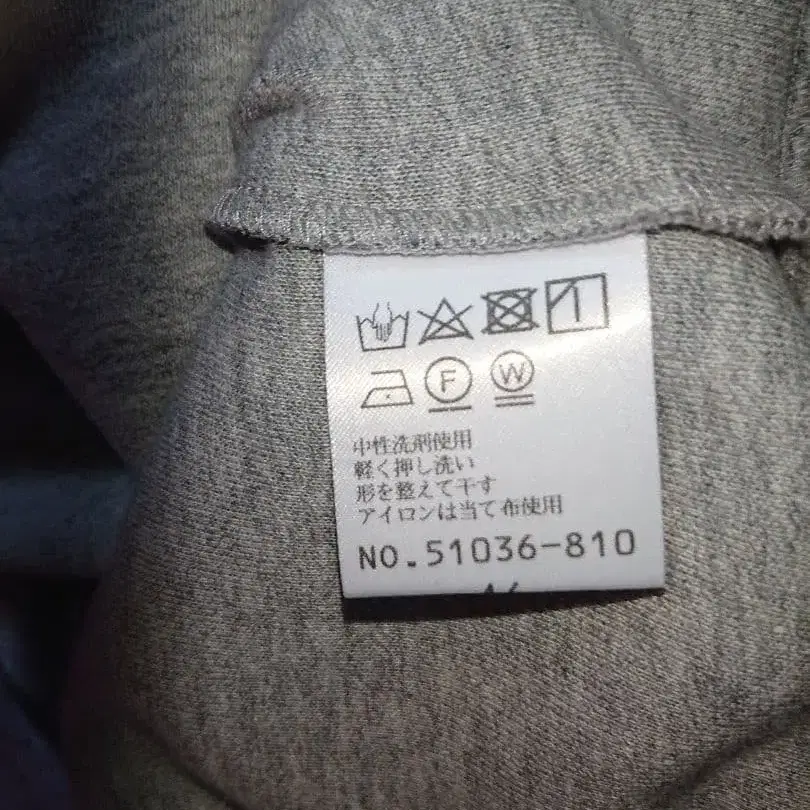 F W
中性洗剤使用
軽く押し洗い
形を整えて干す
アイロンは当て布使用
NO.51036-810